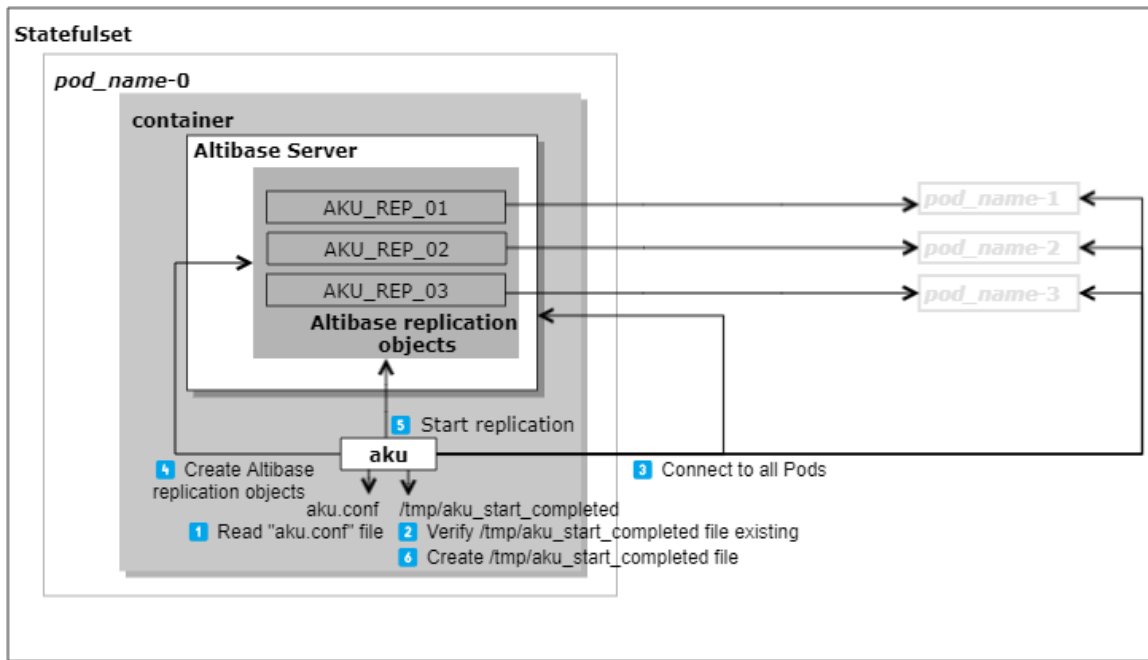 Statefulset
pod_name-0
container
Altibase Server
AKU_REP_01
pod_name-1
AKU_REP_02
pod_name-2
AKU_REP_03
pod_name-3
Altibase replication
objects
5 Start replication
aku
4 Create Altibase
replication objects
3 Connect to all Pods
aku.conf
/tmp/aku_start_completed
1 Read "aku.conf" file
2 Verify /tmp/aku_start_completed file existing
6 Create /tmp/aku_start_completed file